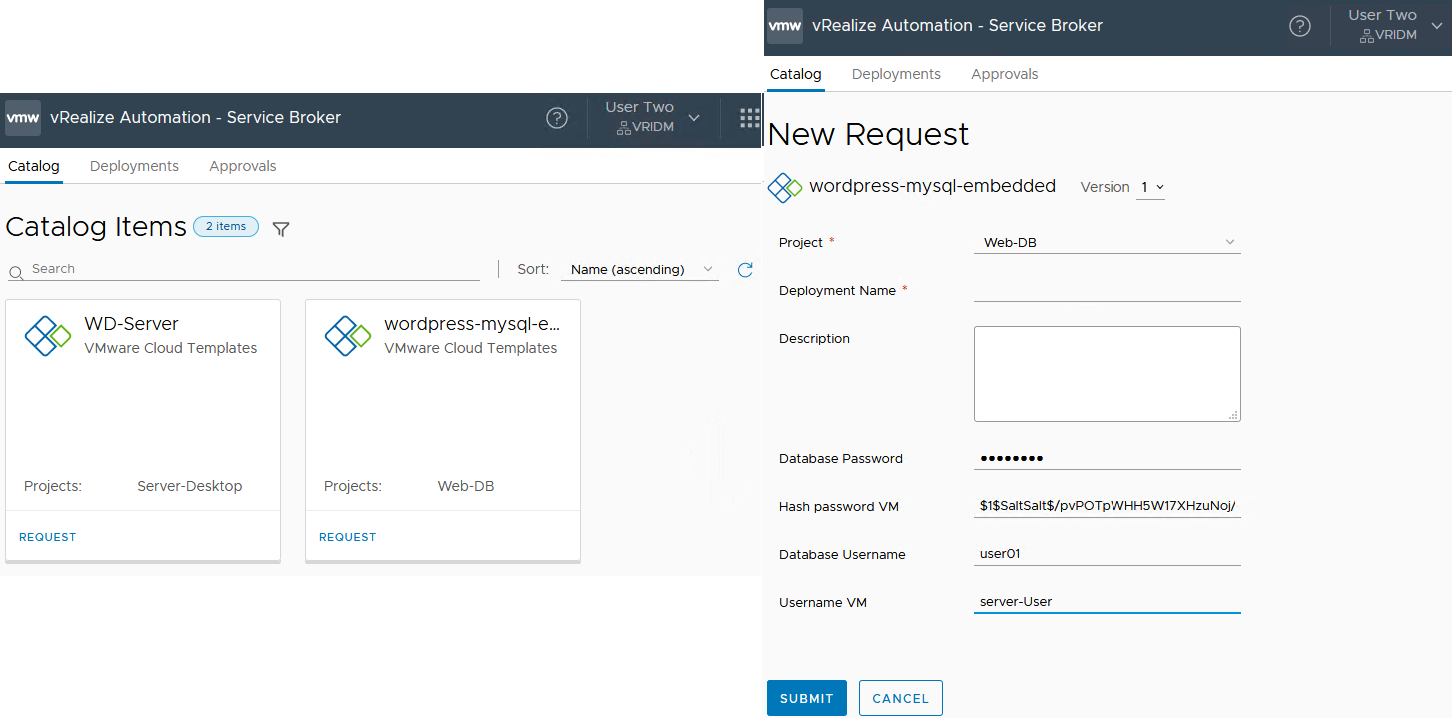 vmw vRealize Automation - Service Broker
User Two
VRIDM
Catalog Deployments Approvals
Catalog Items 2 items
Search Sort: Name (ascending)
WD-Server
VMware Cloud Templates
Projects: Server-Desktop
REQUEST
wordpress-mysql-e...
VMware Cloud Templates
Projects: Web-DB
REQUEST
vmw vRealize Automation - Service Broker
User Two
VRIDM
Catalog Deployments Approvals
New Request
wordpress-mysql-embedded Version 1
Project * Web-DB
Deployment Name *
Description
Database Password ••••••••
Hash password VM $1$SaltSalt$/pvPOTpWHH5W17XHzuNoj/
Database Username user01
Username VM server-User
SUBMIT CANCEL